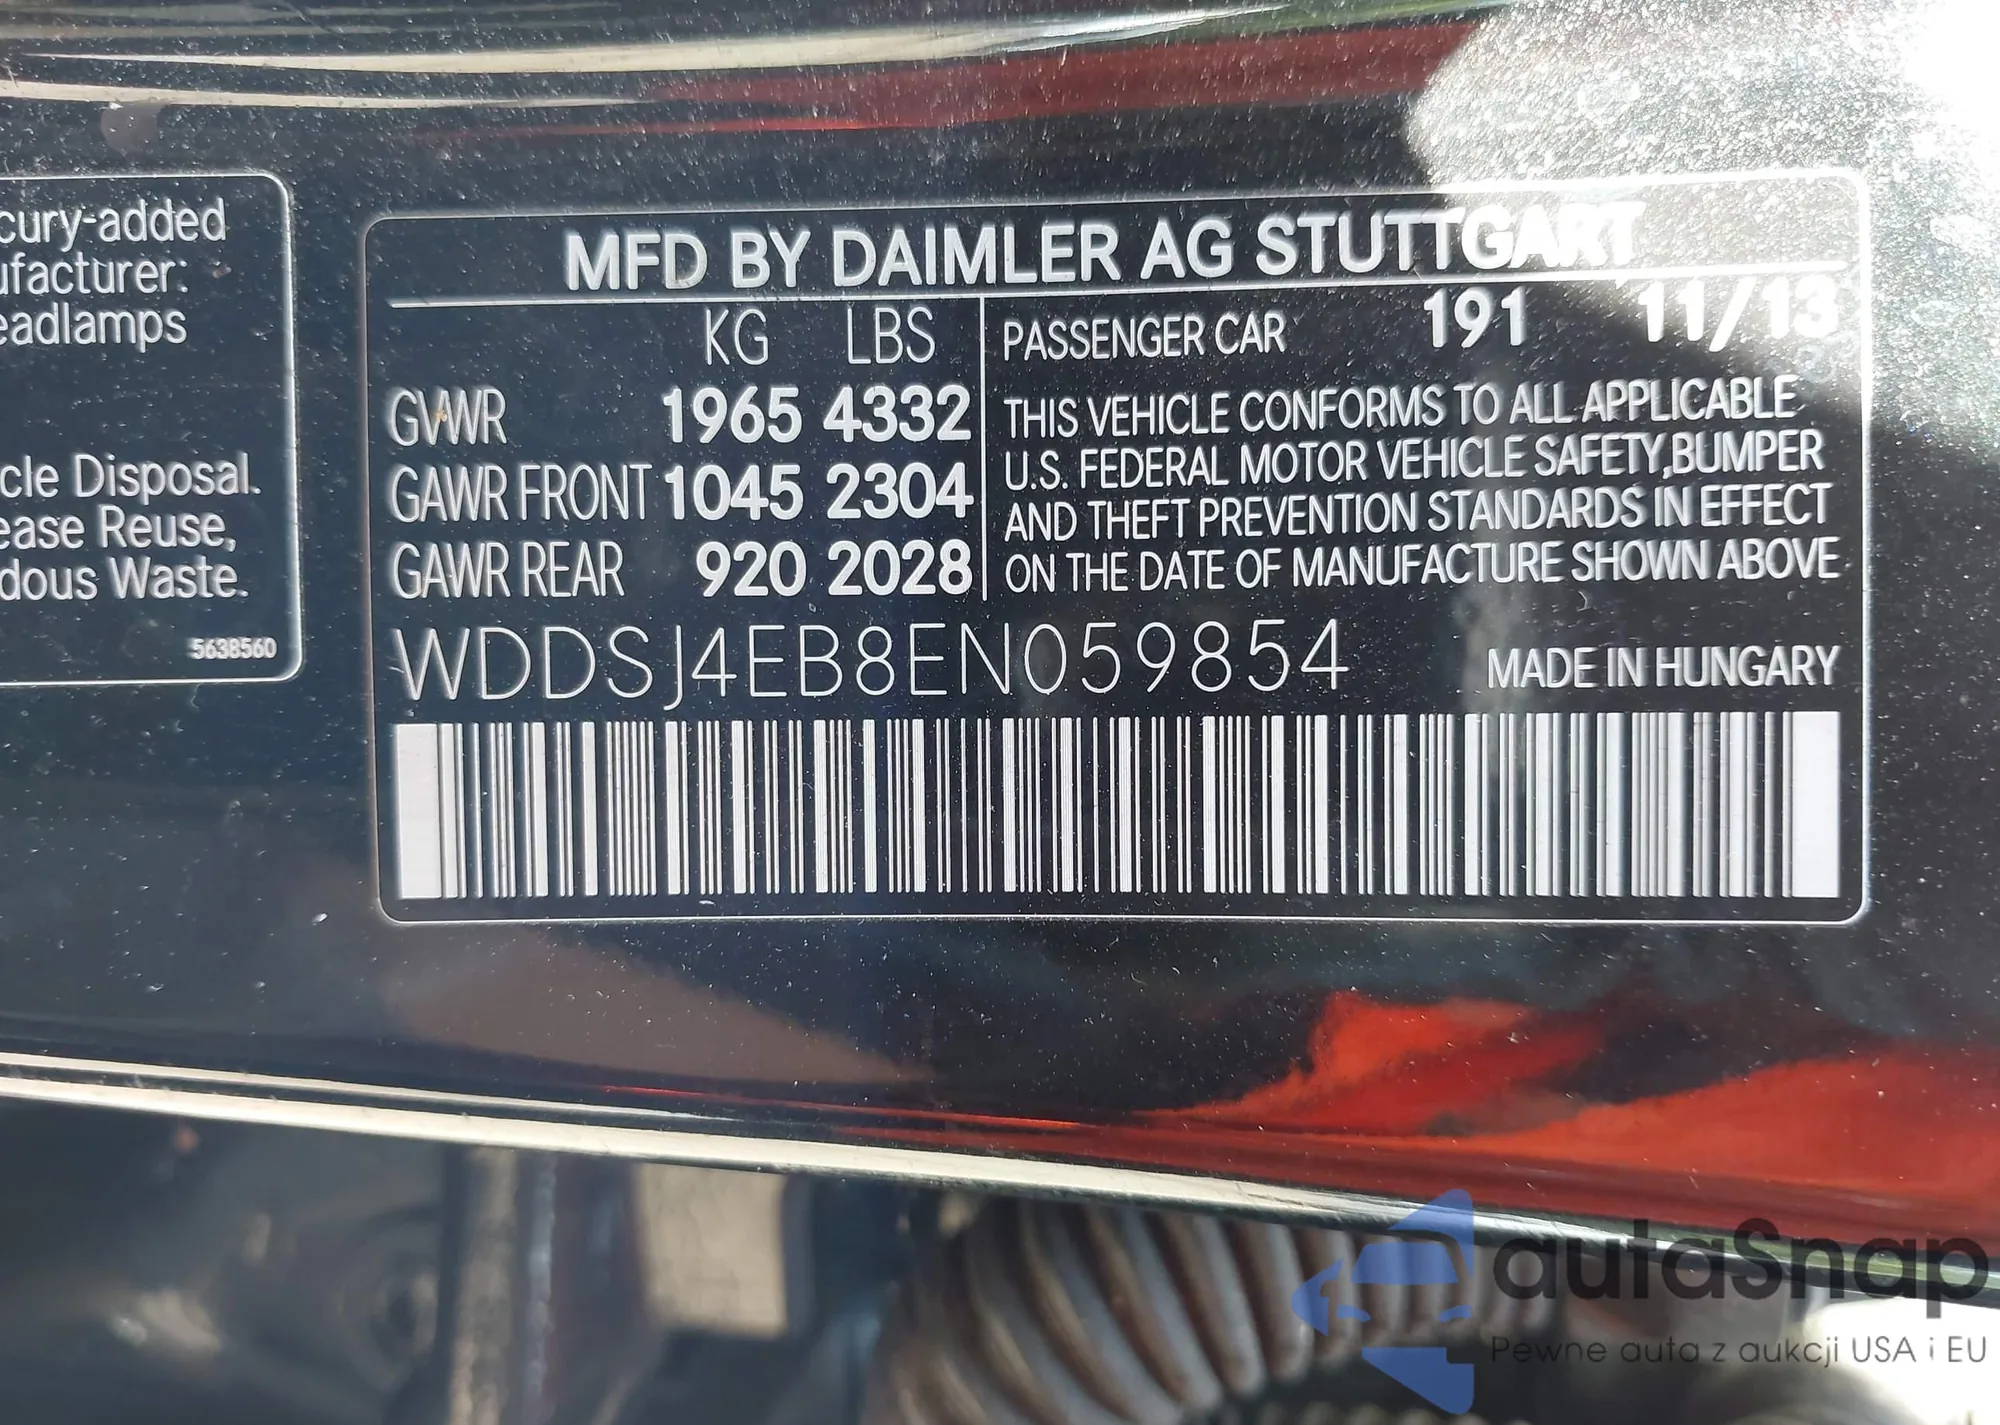 cury-added
ufacturer:
eadlamps
cle Disposal.
ease Reuse,
dous Waste.
5638560
MFD BY DAIMLER AG STUTTGART
KG LBS
GVWR 1965 4332
GAWR FRONT 1045 2304
GAWR REAR 920 2028
PASSENGER CAR 191 11/13
THIS VEHICLE CONFORMS TO ALL APPLICABLE
U.S. FEDERAL MOTOR VEHICLE SAFETY,BUMPER
AND THEFT PREVENTION STANDARDS IN EFFECT
ON THE DATE OF MANUFACTURE SHOWN ABOVE
WDDSJ4EB8EN059854
MADE IN HUNGARY
autaSnap
Pewne auta z aukcji USA i EU